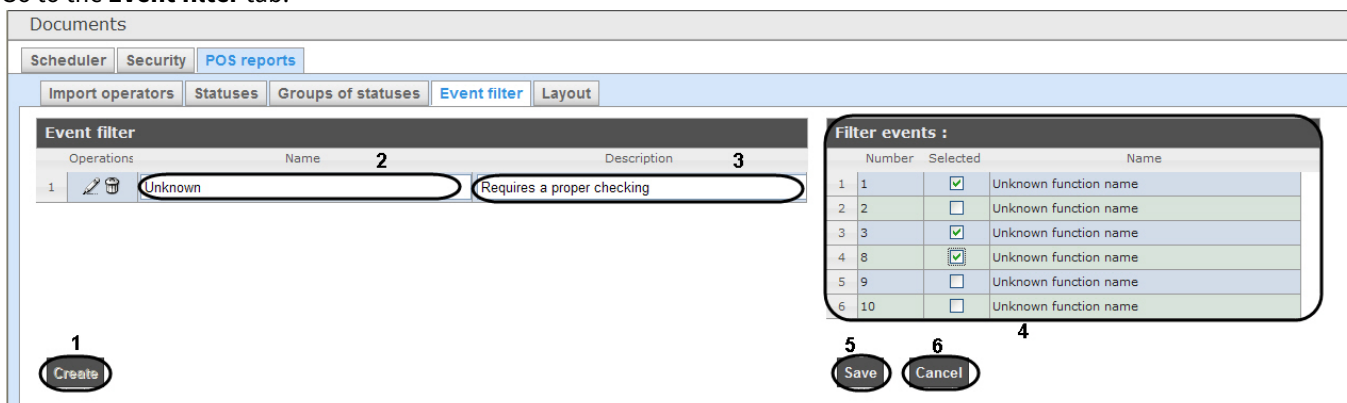 Go to the Event filter tab.
Documents
Scheduler Security POS reports
Import operators Statuses Groups of statuses Event filter Layout
Event filter
Operations Name 2 Description 3
1 Unknown Requires a proper checking
1
Create
Filter events :
Number Selected Name
1 1 Unknown function name
2 2 Unknown function name
3 3 Unknown function name
4 8 Unknown function name
5 9 Unknown function name
6 10 Unknown function name
4
5 6
Save Cancel